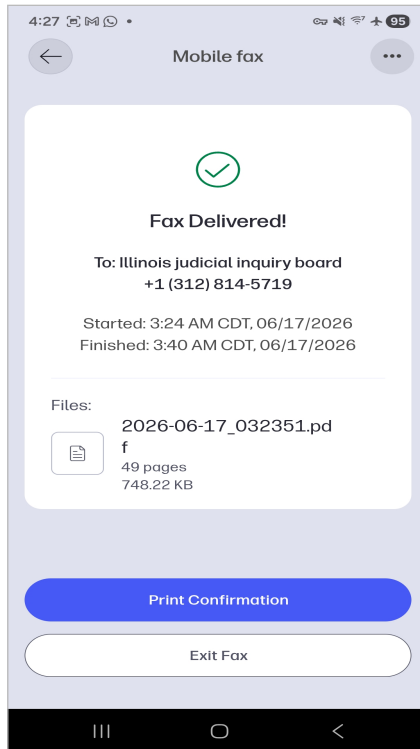 4:27
95
Mobile fax
Fax Delivered!
To: Illinois judicial inquiry board
+1 (312) 814-5719
Started: 3:24 AM CDT, 06/17/2026
Finished: 3:40 AM CDT, 06/17/2026
Files:
2026-06-17_032351.pd
f
49 pages
748.22 KB
Print Confirmation
Exit Fax